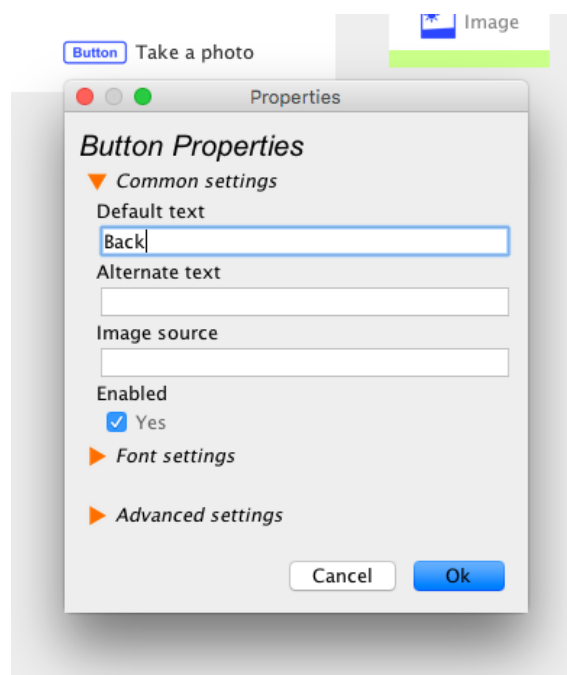 Image
Button Take a photo
Properties
Button Properties
Common settings
Default text
Back
Alternate text
Image source
Enabled
Yes
Font settings
Advanced settings
Cancel Ok